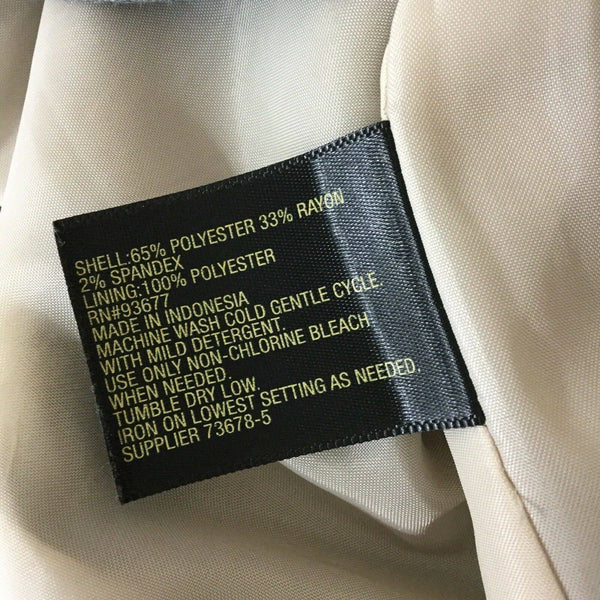 SHELL:65% POLYESTER 33% RAYON
2% SPANDEX
LINING:100% POLYESTER
RN#93677
MADE IN INDONESIA
MACHINE WASH COLD GENTLE CYCLE.
WITH MILD DETERGENT.
USE ONLY NON-CHLORINE BLEACH.
WHEN NEEDED.
TUMBLE DRY LOW.
IRON ON LOWEST SETTING AS NEEDED.
SUPPLIER 73678-5